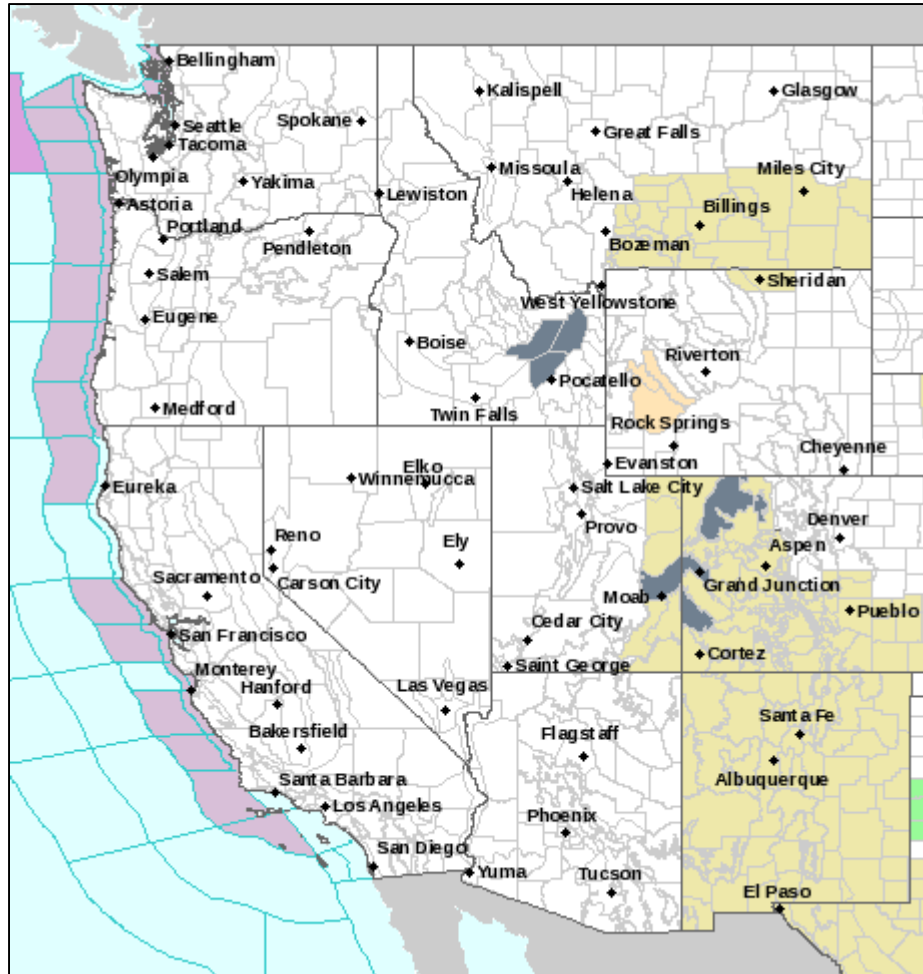 Bellingham
Kalispell
Glasgow
Seattle
Spokane
Great Falls
Tacoma
Olympia
Missoula
Miles City
Yakima
Lewiston
Helena
Astoria
Billings
Portland
Pendleton
Bozeman
Salem
Sheridan
West Yellowstone
Eugene
Boise
Riverton
Pocatello
Medford
Twin Falls
Rock Springs
Cheyenne
Evanston
Elko
Winnemucca
Eureka
Salt Lake City
Provo
Denver
Reno
Ely
Aspen
Sacramento
Carson City
Grand Junction
Moab
Pueblo
Cedar City
San Francisco
Cortez
Saint George
Monterey
Las Vegas
Hanford
Santa Fe
Bakersfield
Flagstaff
Albuquerque
Santa Barbara
Los Angeles
Phoenix
San Diego
Yuma
Tucson
El Paso